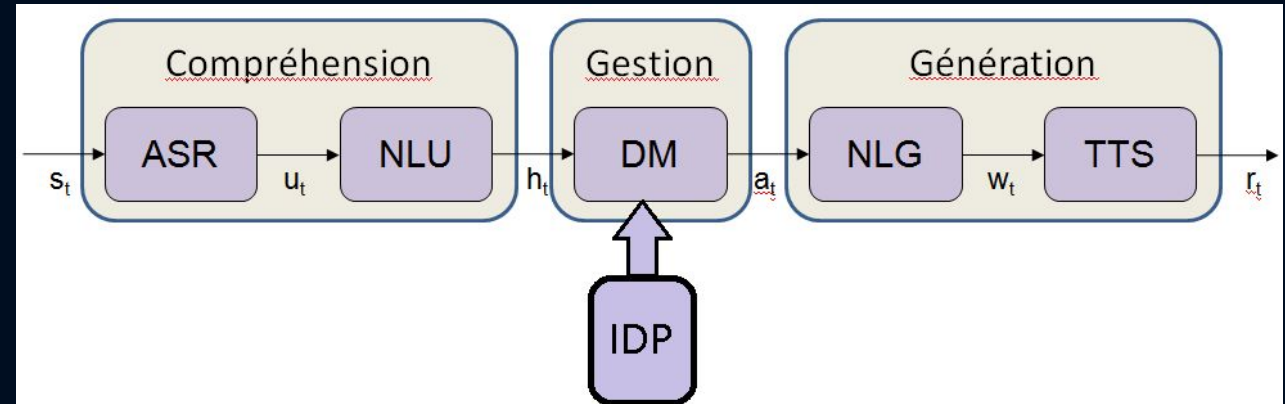 Compréhension
Gestion
Génération
ASR
NLU
DM
NLG
TTS
sₜ
uₜ
hₜ
aₜ
wₜ
rₜ
IDP